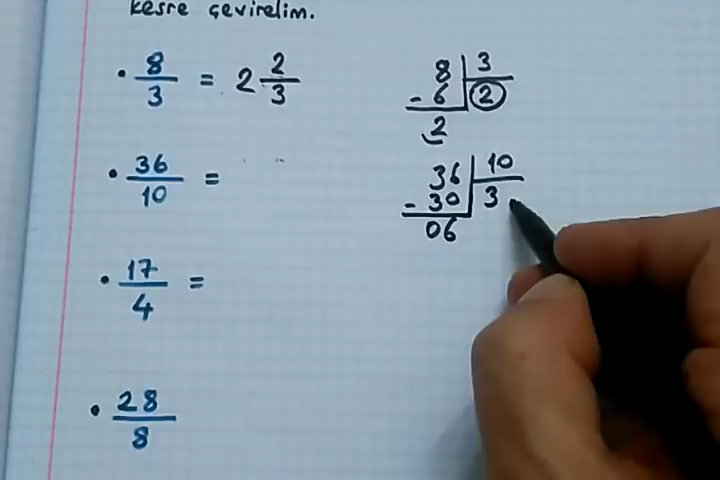 kesre çevirelim.
• 8/3 = 2 2/3
8 | 3
- 6 | 2
2
• 36/10 =
36 | 10
- 30 | 3
06
• 17/4 =
• 28/8